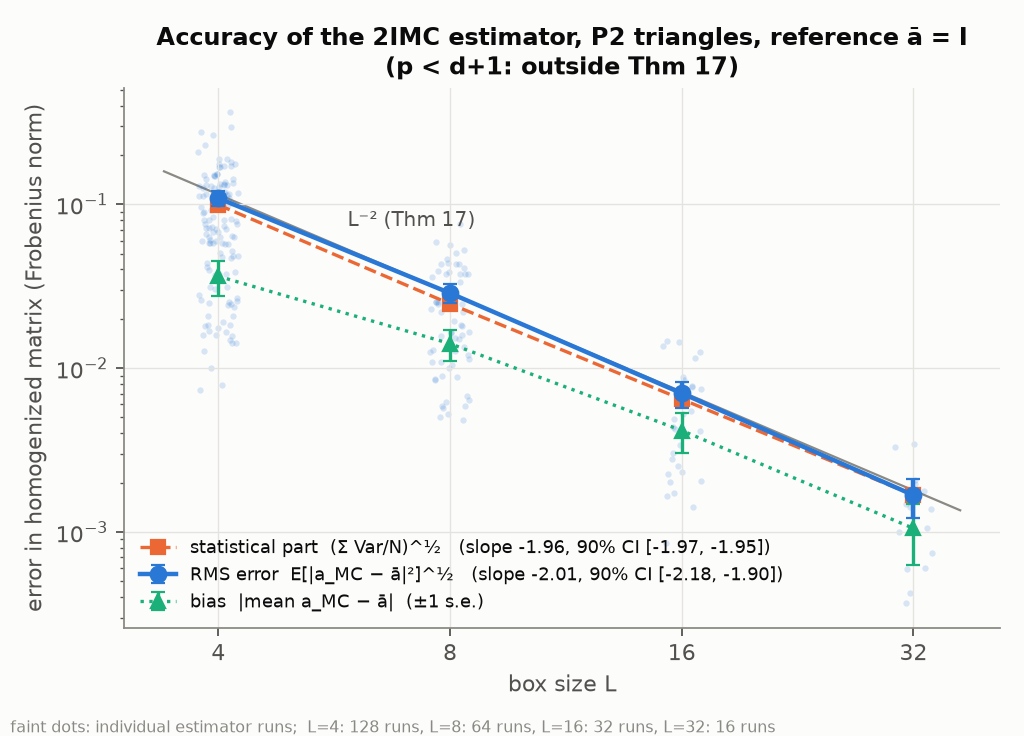 Accuracy of the 2IMC estimator, P2 triangles, reference ā = I
(p < d+1: outside Thm 17)
error in homogenized matrix (Frobenius norm)
10⁻¹
10⁻²
10⁻³
L⁻² (Thm 17)
statistical part (Σ Var/N)^½ (slope -1.96, 90% CI [-1.97, -1.95])
RMS error E[|a_MC − ā|²]^½ (slope -2.01, 90% CI [-2.18, -1.90])
bias |mean a_MC − ā| (±1 s.e.)
4
8
16
32
box size L
faint dots: individual estimator runs; L=4: 128 runs, L=8: 64 runs, L=16: 32 runs, L=32: 16 runs